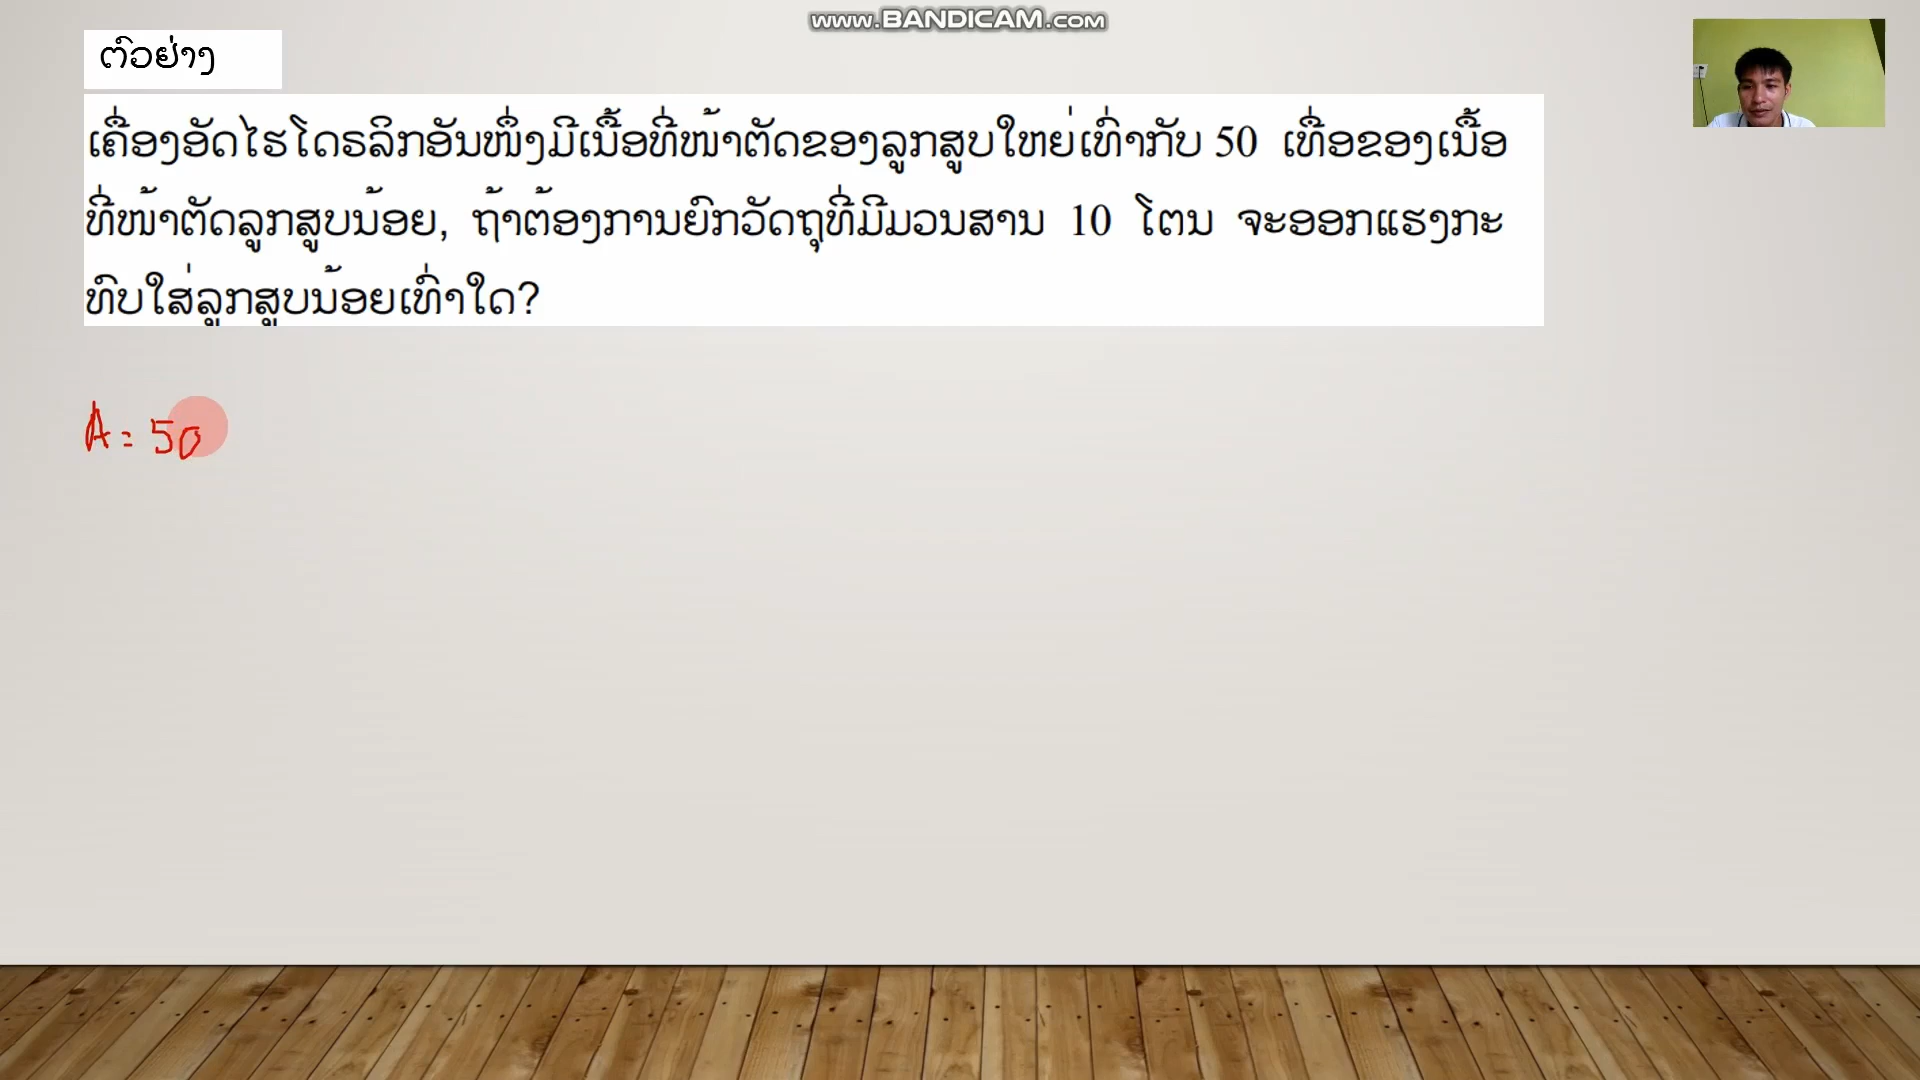 www.BANDICAM.com
ຕົວຢ່າງ
ເຄື່ອງອັດໄຮໂດຣລິກອັນໜຶ່ງມີເນື້ອທີ່ໜ້າຕັດຂອງລູກສູບໃຫຍ່ເທົ່າກັບ 50 ເທື່ອຂອງເນື້ອ
ທີ່ໜ້າຕັດລູກສູບນ້ອຍ, ຖ້າຕ້ອງການຍົກວັດຖຸທີ່ມີມວນສານ 10 ໂຕນ ຈະອອກແຮງກະ
ທົບໃສ່ລູກສູບນ້ອຍເທົ່າໃດ?
A = 50